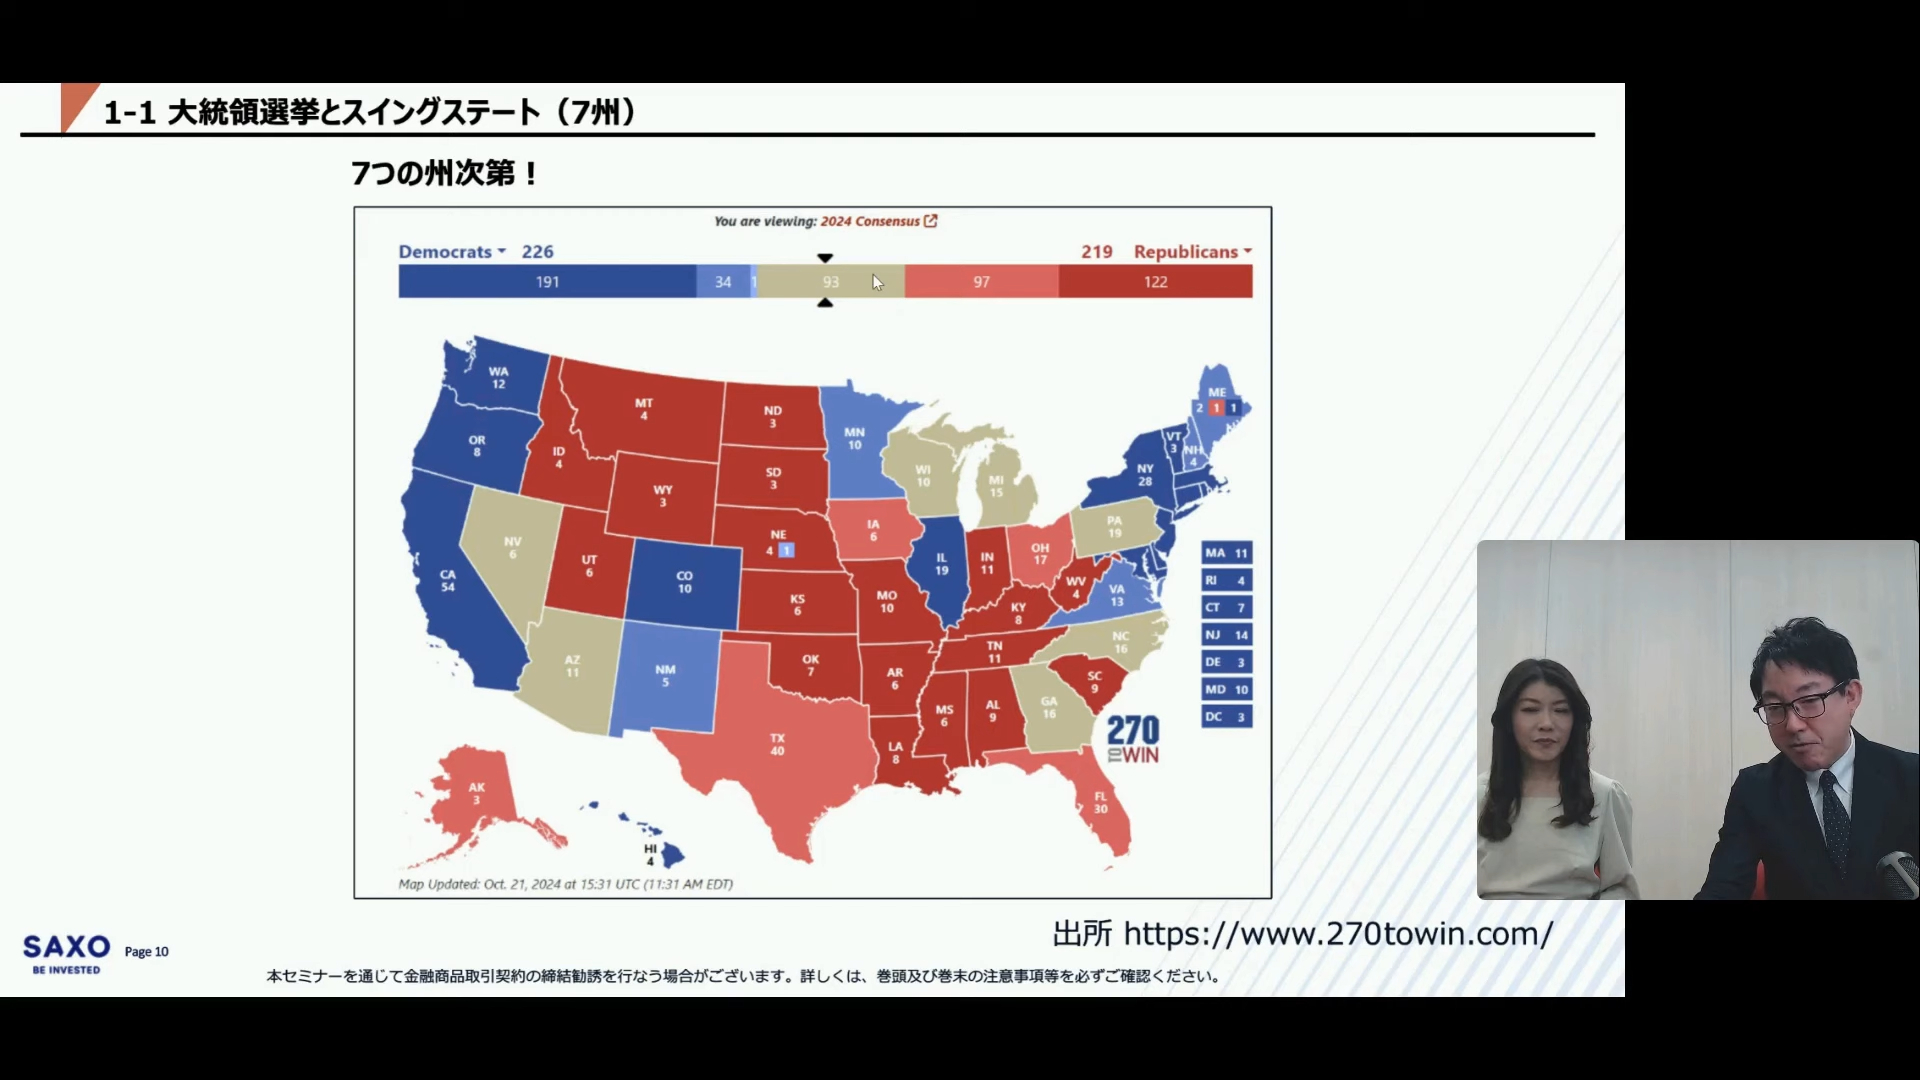 1-1 大統領選挙とスイングステート（7州）
7つの州次第！
You are viewing: 2024 Consensus
Democrats 226
219 Republicans
191 34 1 93 97 122
WA 12
OR 8
CA 54
NV 6
ID 4
MT 4
WY 3
UT 6
AZ 11
CO 10
NM 5
ND 3
SD 3
NE 4 1
KS 6
OK 7
TX 40
MN 10
IA 6
MO 10
AR 6
LA 8
WI 10
IL 19
MS 6
MI 15
IN 11
KY 8
TN 11
AL 9
OH 17
WV 4
GA 16
FL 30
SC 9
NC 16
VA 13
PA 19
NY 28
VT 3
NH 4
ME 2 1 1
AK 3
HI 4
MA 11
RI 4
CT 7
NJ 14
DE 3
MD 10
DC 3
270
TO WIN
Map Updated: Oct. 21, 2024 at 15:31 UTC (11:31 AM EDT)
出所 https://www.270towin.com/
SAXO
BE INVESTED
Page 10
本セミナーを通じて金融商品取引契約の締結勧誘を行なう場合がございます。詳しくは、巻頭及び巻末の注意事項等を必ずご確認ください。